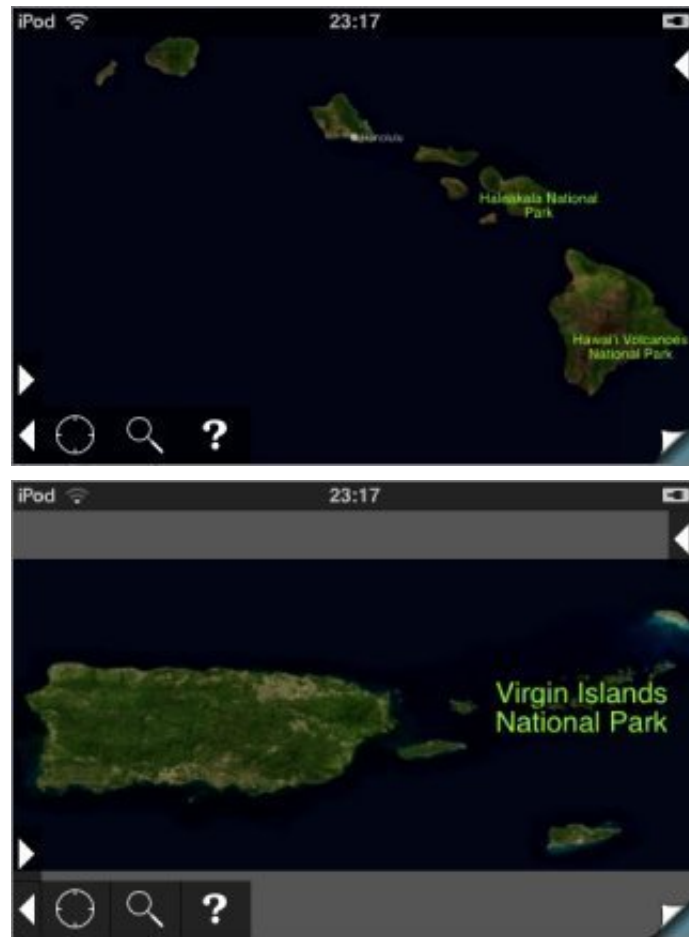 iPod 23:17
Honolulu
Haleakala National
Park
Hawai'i Volcanoes
National Park
?
iPod 23:17
Virgin Islands
National Park
?